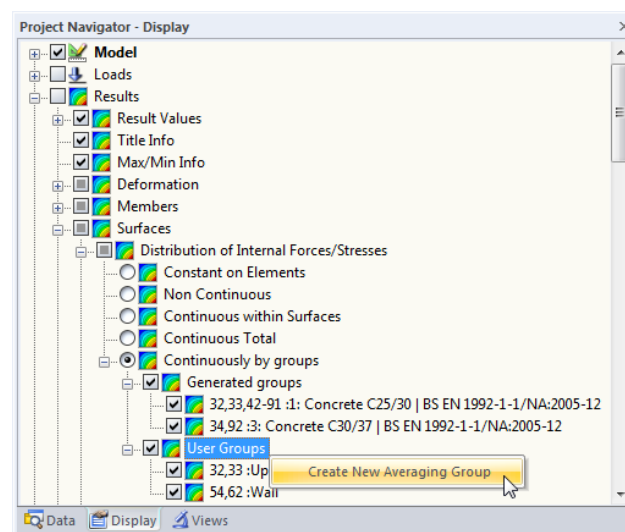 Project Navigator - Display
Model
Loads
Results
Result Values
Title Info
Max/Min Info
Deformation
Members
Surfaces
Distribution of Internal Forces/Stresses
Constant on Elements
Non Continuous
Continuous within Surfaces
Continuous Total
Continuously by groups
Generated groups
32,33,42-91 :1: Concrete C25/30 | BS EN 1992-1-1/NA:2005-12
34,92 :3: Concrete C30/37 | BS EN 1992-1-1/NA:2005-12
User Groups
32,33 :Up Create New Averaging Group
54,62 :Wall
Data Display Views